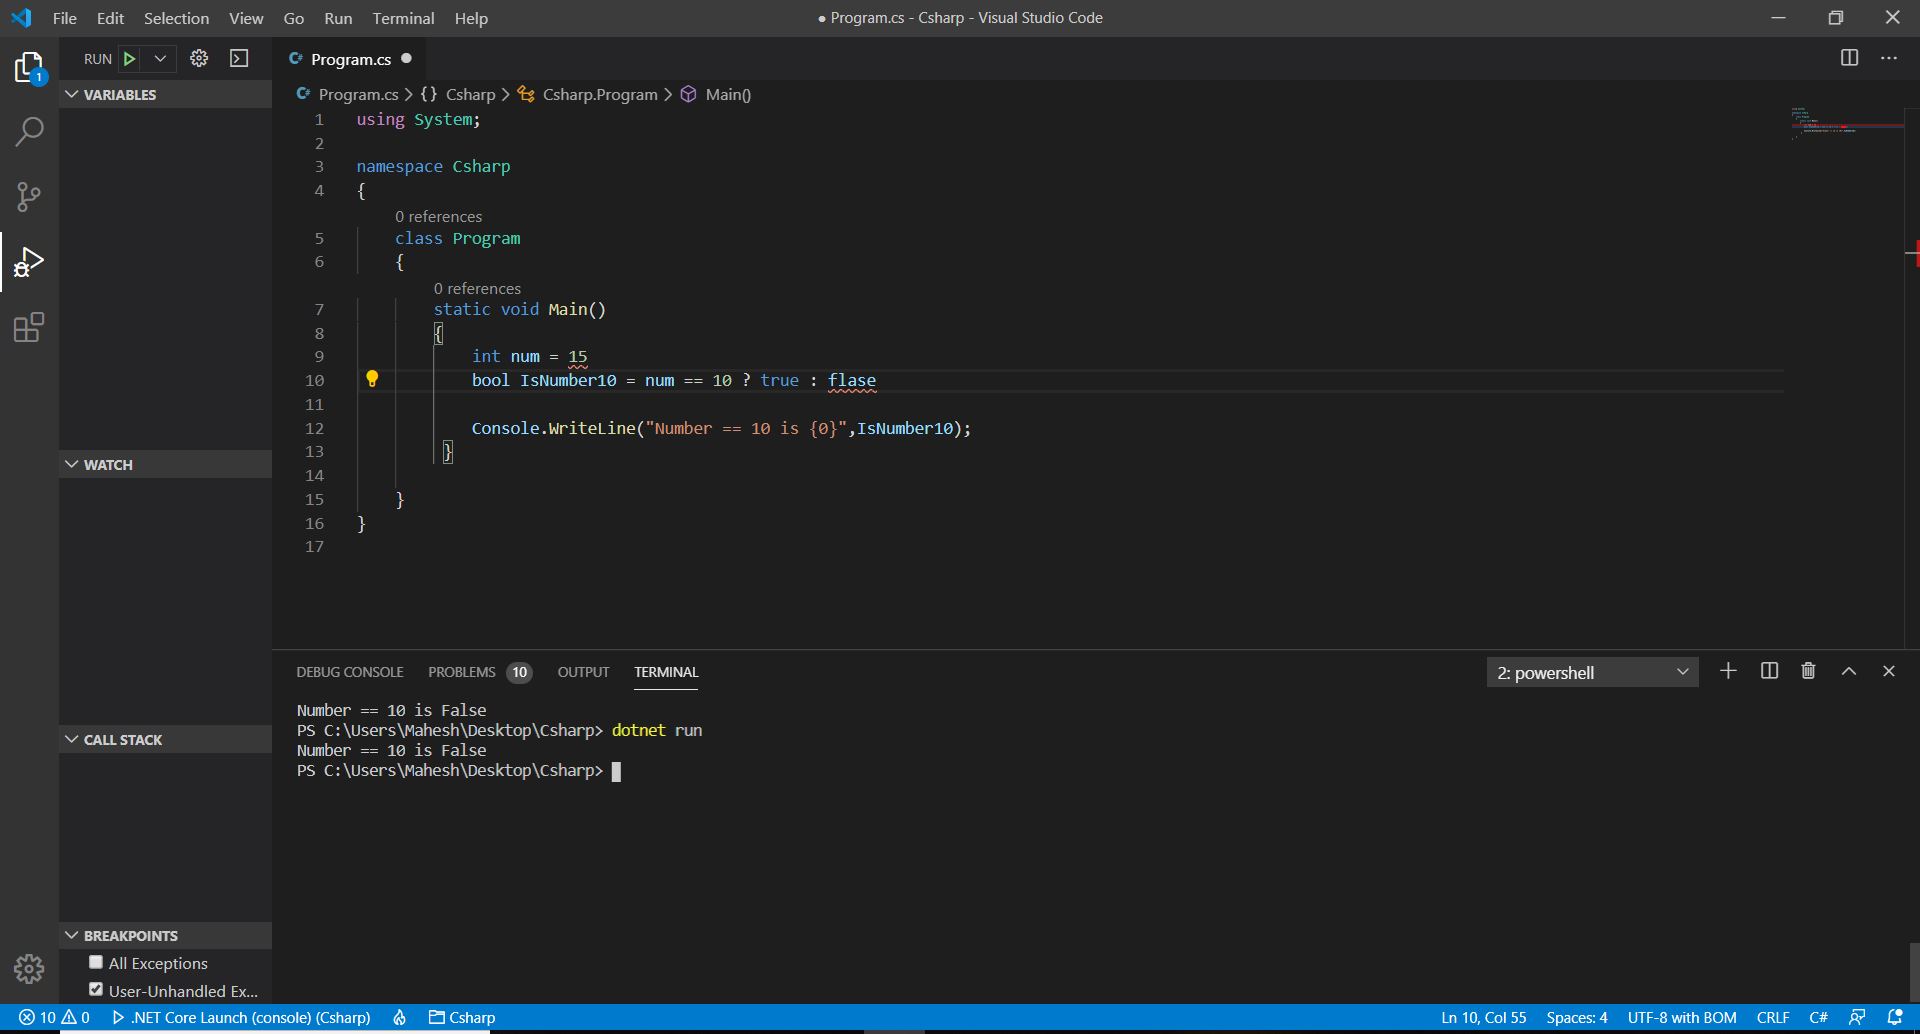 File Edit Selection View Go Run Terminal Help
● Program.cs - Csharp - Visual Studio Code
1
RUN
Program.cs ●
VARIABLES
Program.cs > {} Csharp > Csharp.Program > Main()
1 using System;
2
3 namespace Csharp
4 {
0 references
5 class Program
6 {
0 references
7 static void Main()
8 {
9 int num = 15
10 bool IsNumber10 = num == 10 ? true : flase
11
12 Console.WriteLine("Number == 10 is {0}",IsNumber10);
13 }
14
15 }
16 }
17
WATCH
CALL STACK
BREAKPOINTS
All Exceptions
User-Unhandled Ex...
DEBUG CONSOLE PROBLEMS 10 OUTPUT TERMINAL
2: powershell
Number == 10 is False
PS C:\Users\Mahesh\Desktop\Csharp> dotnet run
Number == 10 is False
PS C:\Users\Mahesh\Desktop\Csharp>
10 0 .NET Core Launch (console) (Csharp) Csharp
Ln 10, Col 55 Spaces: 4 UTF-8 with BOM CRLF C#